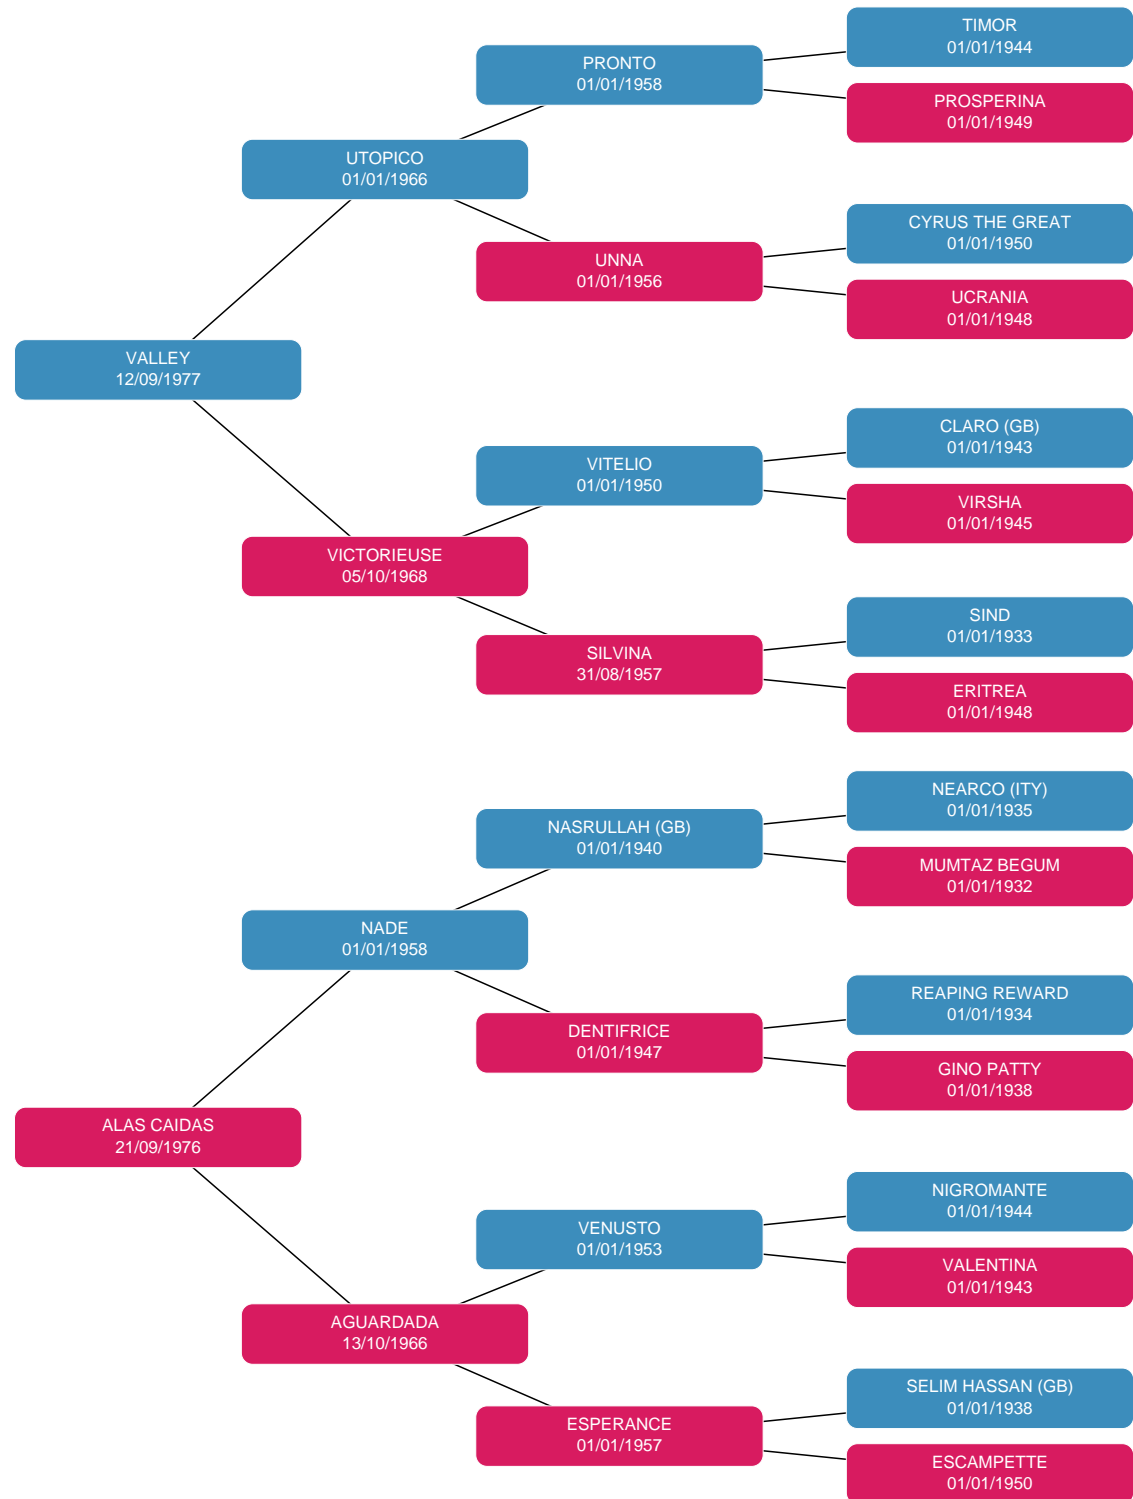 TIMOR
01/01/1944
PRONTO
01/01/1958
PROSPERINA
01/01/1949
UTOPICO
01/01/1966
CYRUS THE GREAT
01/01/1950
UNNA
01/01/1956
UCRANIA
01/01/1948
VALLEY
12/09/1977
CLARO (GB)
01/01/1943
VITELIO
01/01/1950
VIRSHA
01/01/1945
VICTORIEUSE
05/10/1968
SIND
01/01/1933
SILVINA
31/08/1957
ERITREA
01/01/1948
NEARCO (ITY)
01/01/1935
NASRULLAH (GB)
01/01/1940
MUMTAZ BEGUM
01/01/1932
NADE
01/01/1958
REAPING REWARD
01/01/1934
DENTIFRICE
01/01/1947
GINO PATTY
01/01/1938
ALAS CAIDAS
21/09/1976
NIGROMANTE
01/01/1944
VENUSTO
01/01/1953
VALENTINA
01/01/1943
AGUARDADA
13/10/1966
SELIM HASSAN (GB)
01/01/1938
ESPERANCE
01/01/1957
ESCAMPETTE
01/01/1950